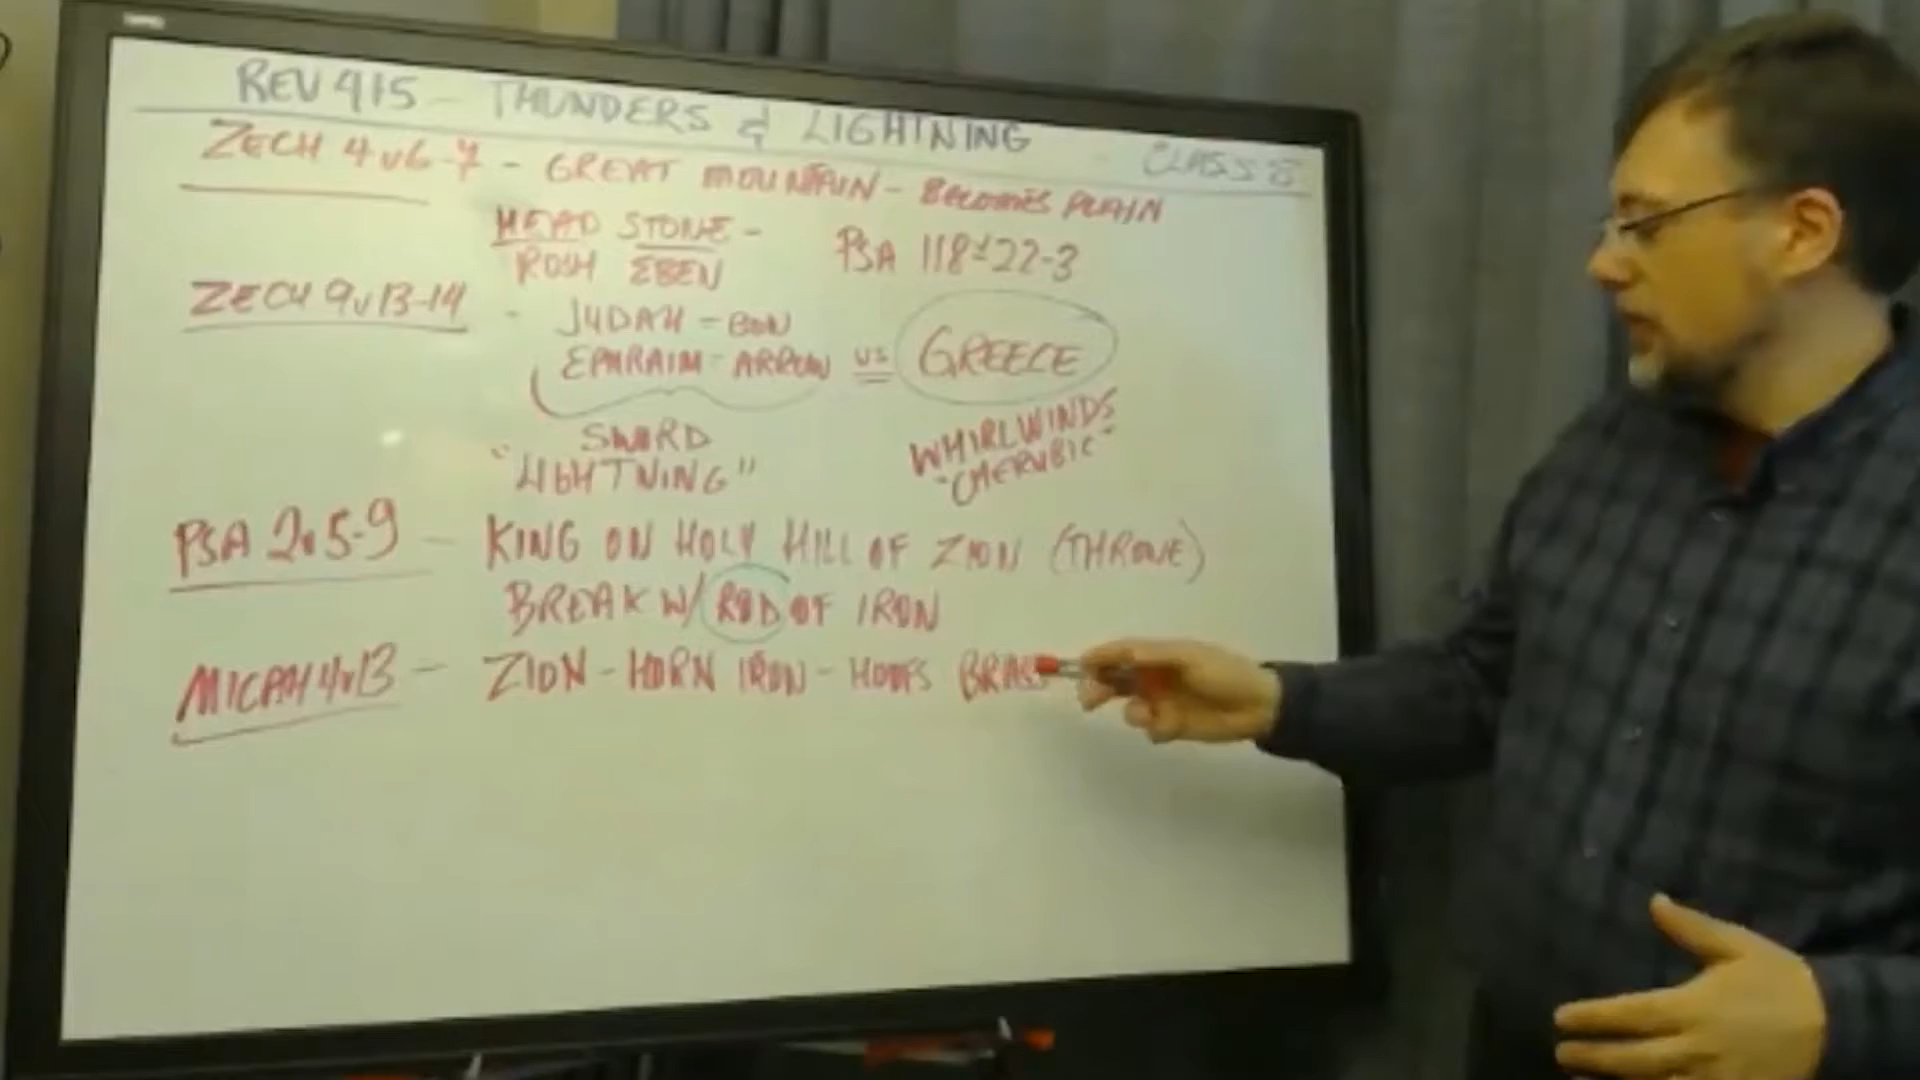 REV 4/5 - THUNDERS & LIGHTNING
CLASS 8
ZECH 4v6-7 - GREAT MOUNTAIN - BECOMES PLAIN
HEAD STONE - PSA 118v22-3
ROSH EBEN
ZECH 9v13-14 - JUDAH - BOW
EPHRAIM - ARROW vs GREECE
SWORD
"LIGHTNING"
WHIRLWINDS
"CHERUBIC"
PSA 2v5-9 - KING ON HOLY HILL OF ZION (THRONE)
BREAK W/ ROD OF IRON
MICAH 4v13 - ZION - HORN IRON - HOOFS BRASS